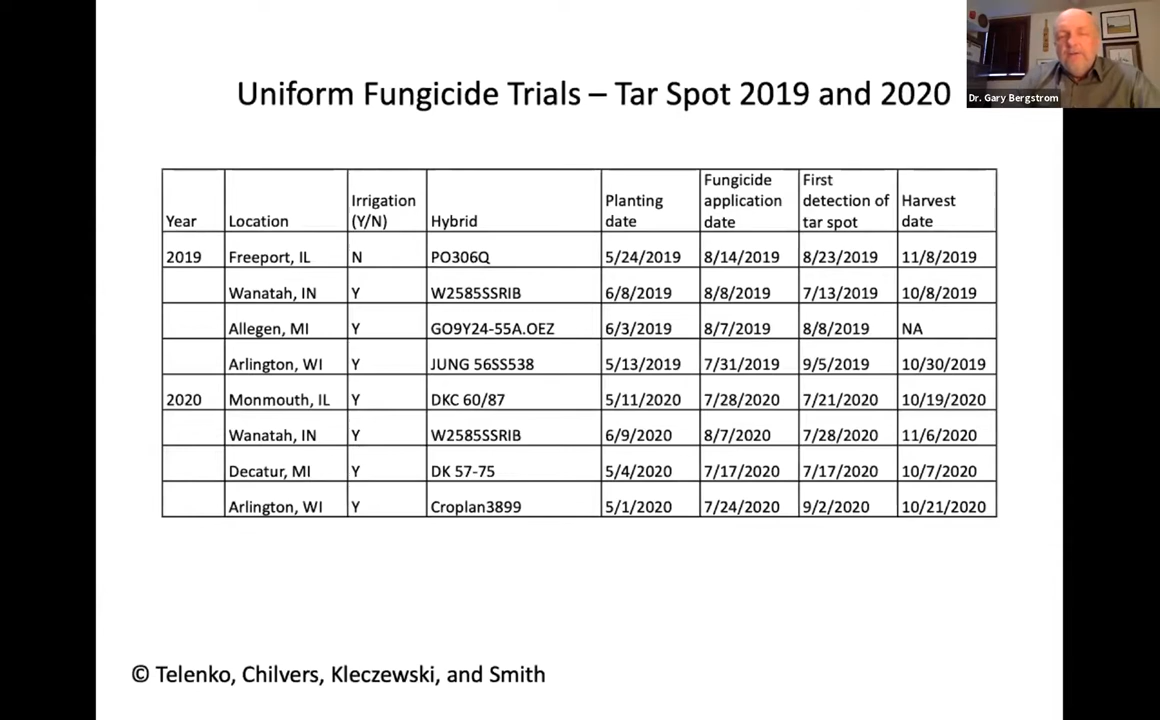 Uniform Fungicide Trials – Tar Spot 2019 and 2020
Dr. Gary Bergstrom
Year Location Irrigation (Y/N) Hybrid Planting date Fungicide application date First detection of tar spot Harvest date
2019 Freeport, IL N PO306Q 5/24/2019 8/14/2019 8/23/2019 11/8/2019
Wanatah, IN Y W2585SSRIB 6/8/2019 8/8/2019 7/13/2019 10/8/2019
Allegen, MI Y GO9Y24-55A.OEZ 6/3/2019 8/7/2019 8/8/2019 NA
Arlington, WI Y JUNG 56SS538 5/13/2019 7/31/2019 9/5/2019 10/30/2019
2020 Monmouth, IL Y DKC 60/87 5/11/2020 7/28/2020 7/21/2020 10/19/2020
Wanatah, IN Y W2585SSRIB 6/9/2020 8/7/2020 7/28/2020 11/6/2020
Decatur, MI Y DK 57-75 5/4/2020 7/17/2020 7/17/2020 10/7/2020
Arlington, WI Y Croplan3899 5/1/2020 7/24/2020 9/2/2020 10/21/2020
© Telenko, Chilvers, Kleczewski, and Smith